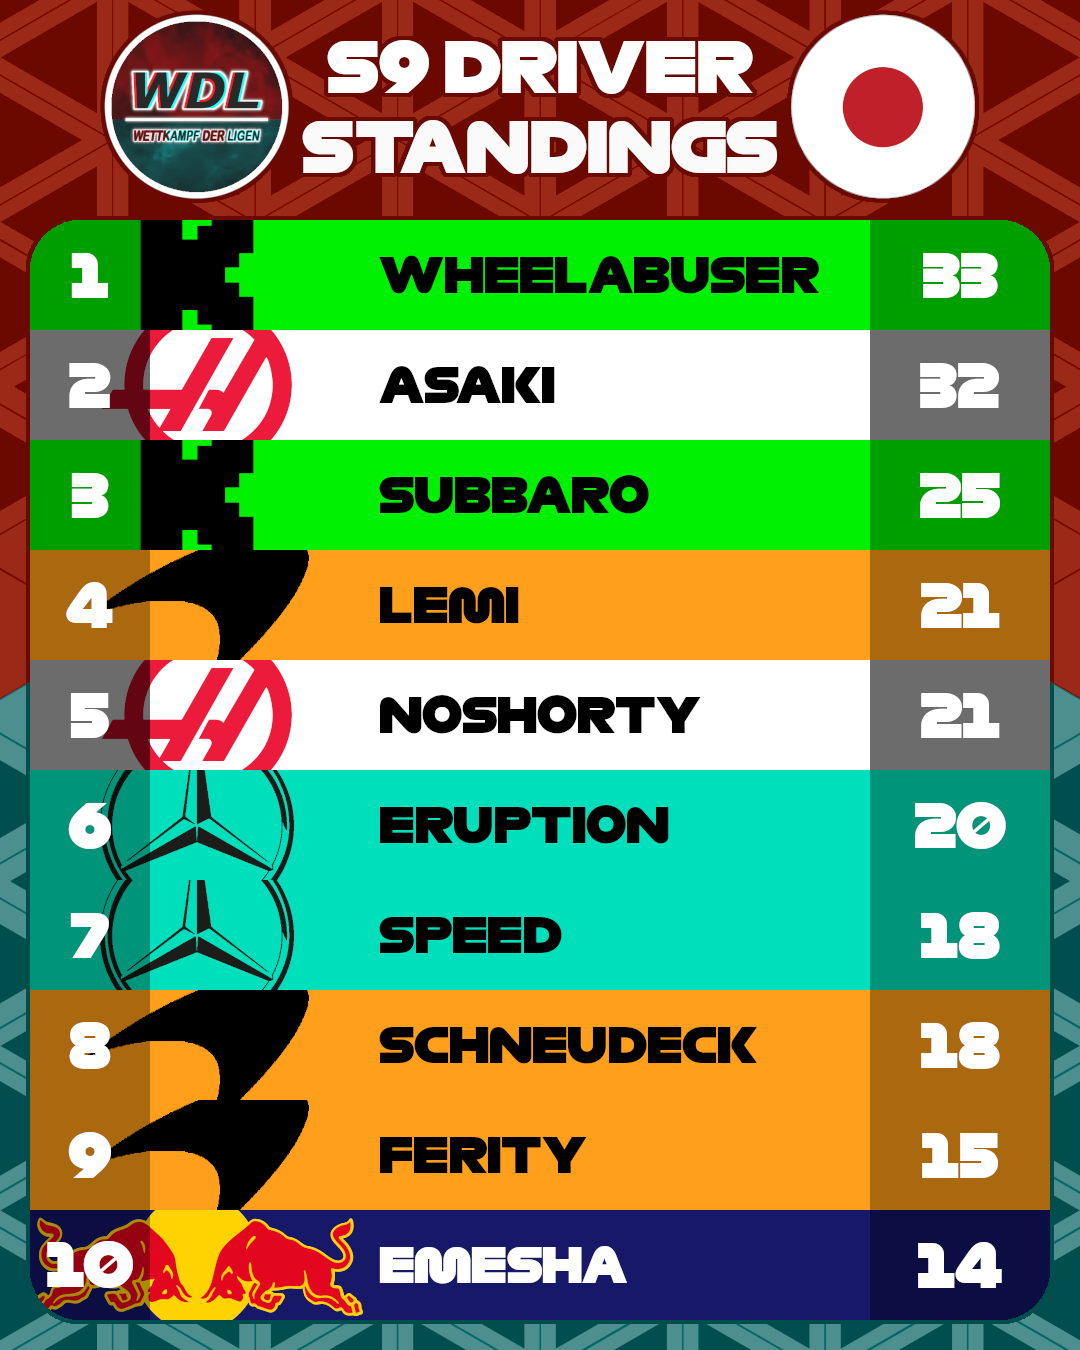 WDL
WETTKAMPF DER LIGEN
S9 DRIVER
STANDINGS
1 WHEELABUSER 33
2 ASAKI 32
3 SUBBARO 25
4 LEMI 21
5 NOSHORTY 21
6 ERUPTION 20
7 SPEED 18
8 SCHNEUDECK 18
9 FERITY 15
10 EMESHA 14